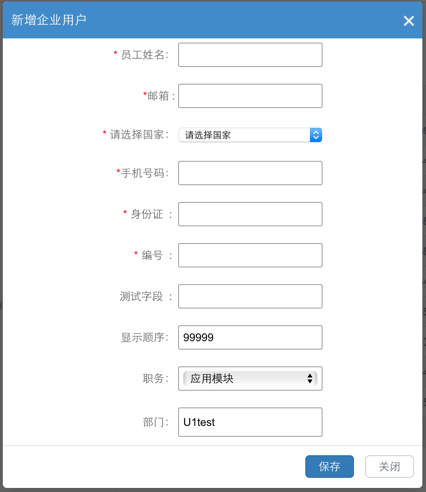 新增企业用户
* 员工姓名:
*邮箱 :
* 请选择国家: 请选择国家
*手机号码:
* 身份证 :
* 编号 :
测试字段 :
显示顺序: 99999
职务: 应用模块
部门: U1test
保存 关闭